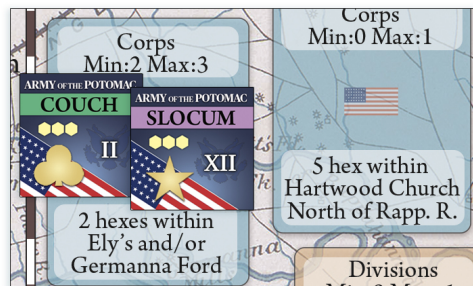 Corps
Min:2 Max:3
Corps
Min:0 Max:1
ARMY OF THE POTOMAC
COUCH
II
ARMY OF THE POTOMAC
SLOCUM
XII
2 hexes within
Ely's and/or
Germanna Ford
5 hex within
Hartwood Church
North of Rapp. R.
Divisions